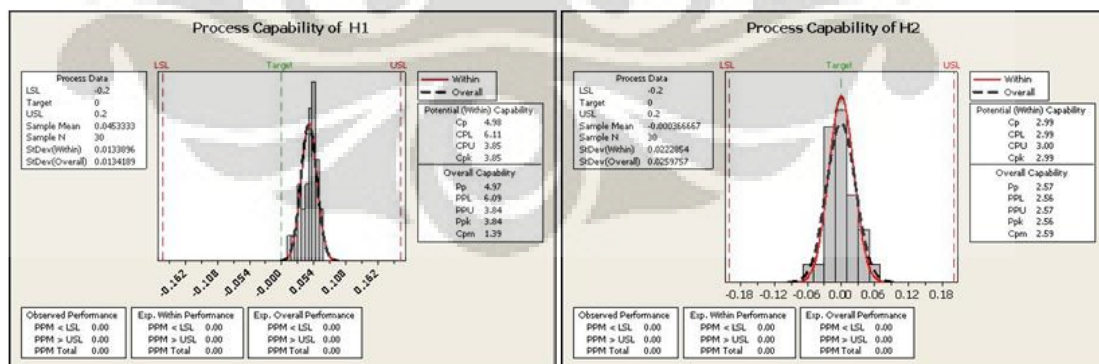 Process Capability of H1
LSL Target USL
Process Data
LSL -0.2
Target 0
USL 0.2
Sample Mean 0.0453333
Sample N 30
StDev(Within) 0.0133896
StDev(Overall) 0.0134189
Within
Overall
Potential (Within) Capability
Cp 4.98
CPL 6.11
CPU 3.85
Cpk 3.85
Overall Capability
Pp 4.97
PPL 6.09
PPU 3.84
Ppk 3.84
Cpm 1.39
-0.162 -0.108 -0.054 -0.000 0.054 0.108 0.162
Observed Performance
PPM < LSL 0.00
PPM > USL 0.00
PPM Total 0.00
Exp. Within Performance
PPM < LSL 0.00
PPM > USL 0.00
PPM Total 0.00
Exp. Overall Performance
PPM < LSL 0.00
PPM > USL 0.00
PPM Total 0.00
Process Capability of H2
LSL Target USL
Process Data
LSL -0.2
Target 0
USL 0.2
Sample Mean -0.000366667
Sample N 30
StDev(Within) 0.0222854
StDev(Overall) 0.0259757
Within
Overall
Potential (Within) Capability
Cp 2.99
CPL 2.99
CPU 3.00
Cpk 2.99
Overall Capability
Pp 2.57
PPL 2.56
PPU 2.57
Ppk 2.56
Cpm 2.59
-0.18 -0.12 -0.06 0.00 0.06 0.12 0.18
Observed Performance
PPM < LSL 0.00
PPM > USL 0.00
PPM Total 0.00
Exp. Within Performance
PPM < LSL 0.00
PPM > USL 0.00
PPM Total 0.00
Exp. Overall Performance
PPM < LSL 0.00
PPM > USL 0.00
PPM Total 0.00